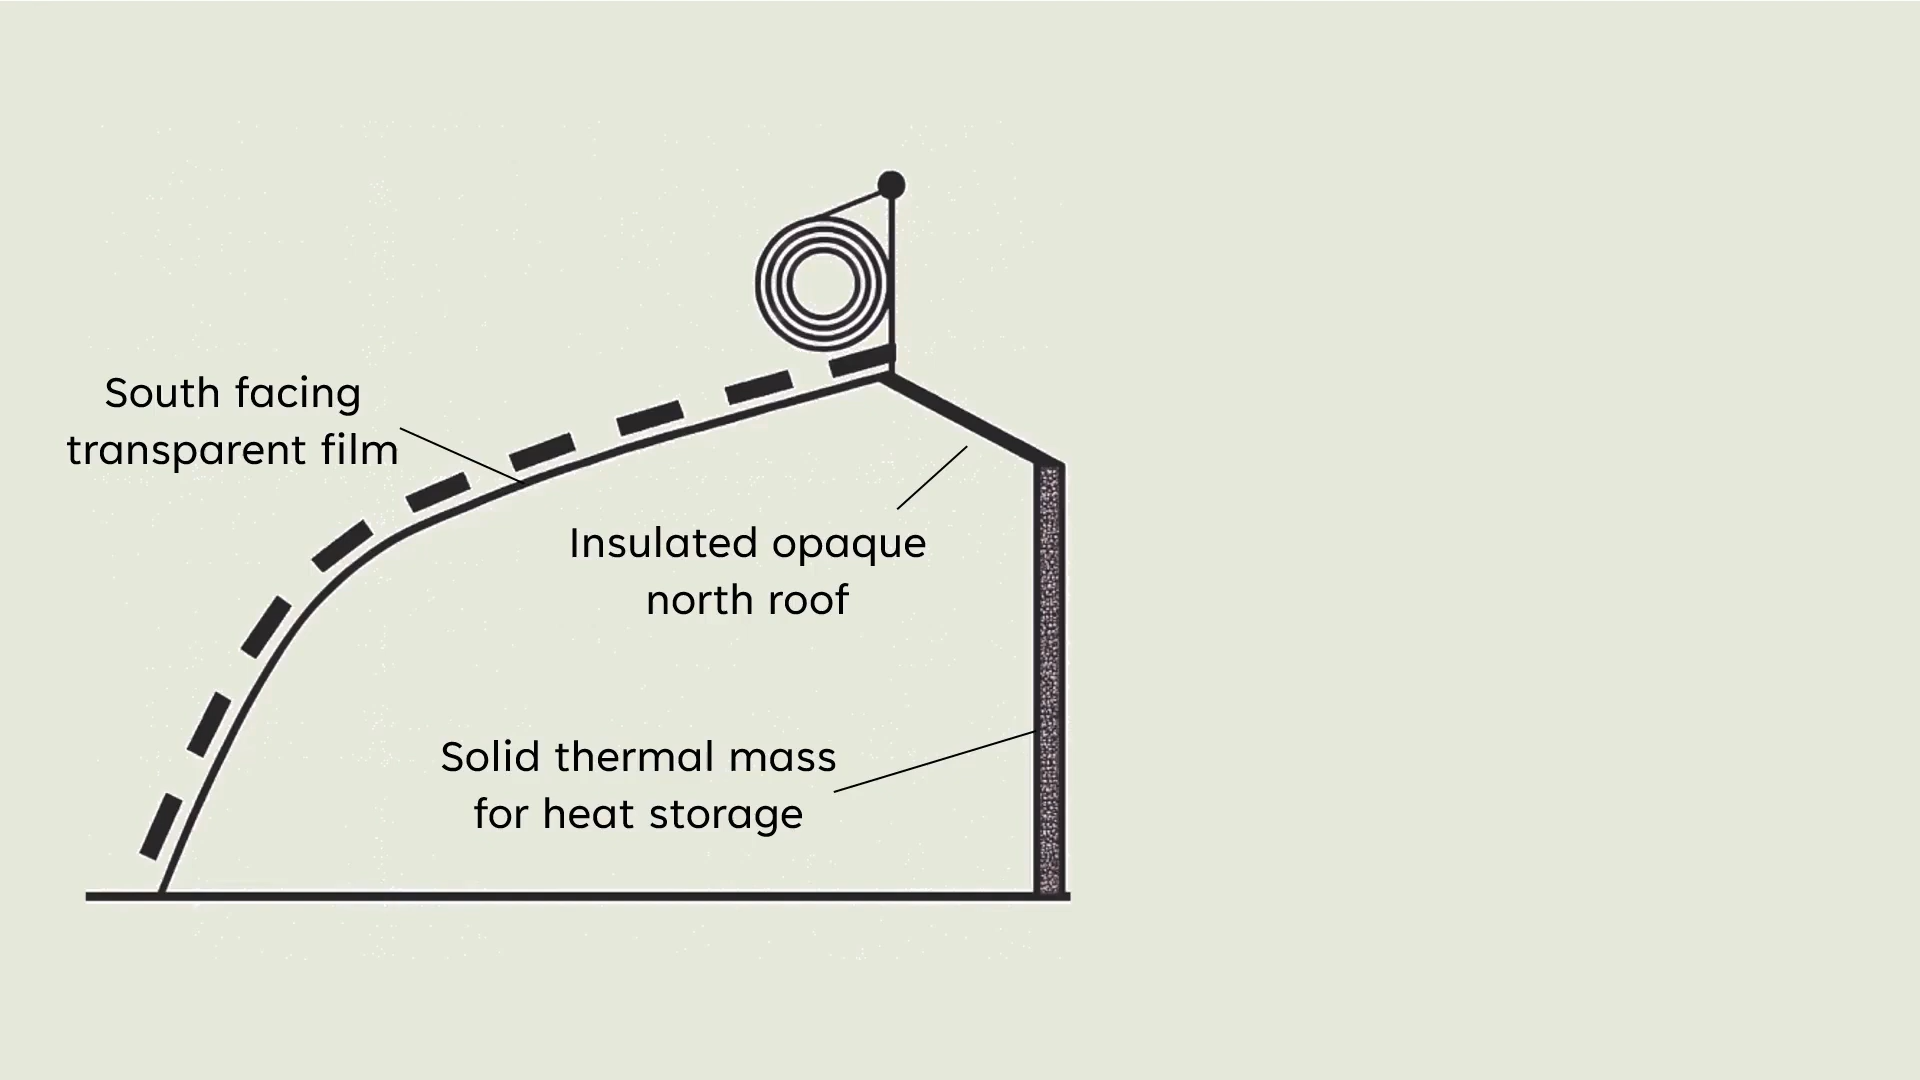 South facing
transparent film
Insulated opaque
north roof
Solid thermal mass
for heat storage